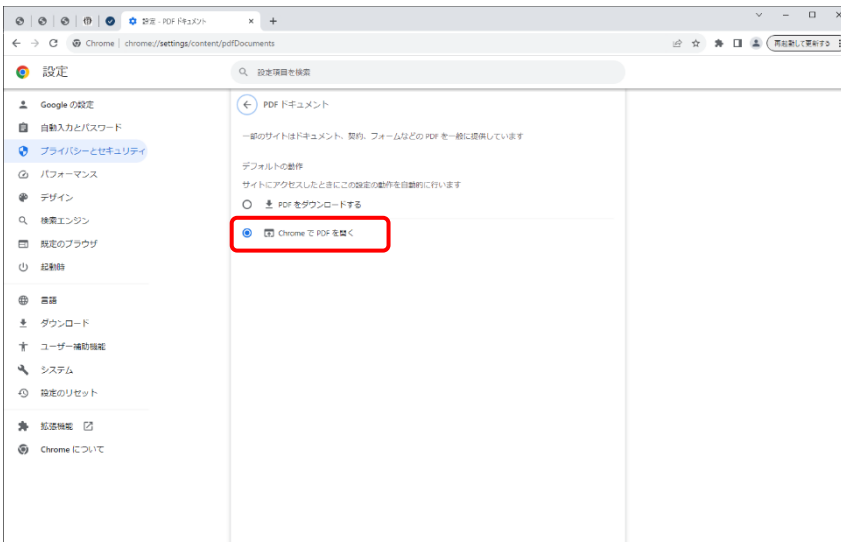 設定 - PDF ドキュメント
Chrome | chrome://settings/content/pdfDocuments
再起動して更新する
設定
設定項目を検索
Google の設定
自動入力とパスワード
プライバシーとセキュリティ
パフォーマンス
デザイン
検索エンジン
既定のブラウザ
起動時
言語
ダウンロード
ユーザー補助機能
システム
設定のリセット
拡張機能
Chrome について
PDF ドキュメント
一部のサイトはドキュメント、契約、フォームなどの PDF を一般に提供しています
デフォルトの動作
サイトにアクセスしたときにこの設定の動作を自動的に行います
PDF をダウンロードする
Chrome で PDF を開く